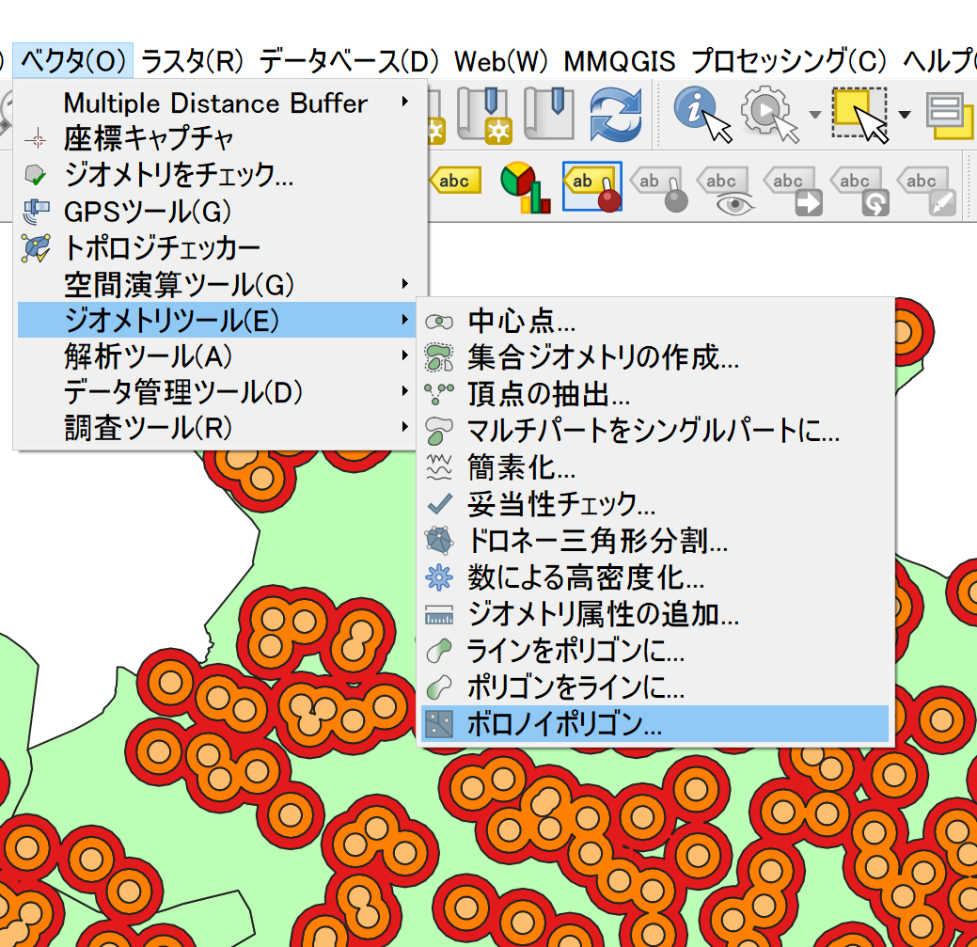 ) ベクタ(O) ラスタ(R) データベース(D) Web(W) MMQGIS プロセッシング(C) ヘルプ(
Multiple Distance Buffer
座標キャプチャ
ジオメトリをチェック...
GPSツール(G)
トポロジチェッカー
空間演算ツール(G)
ジオメトリツール(E)
解析ツール(A)
データ管理ツール(D)
調査ツール(R)
abc ab ab abc abc abc abc
中心点...
集合ジオメトリの作成...
頂点の抽出...
マルチパートをシングルパートに...
簡素化...
妥当性チェック...
ドロネー三角形分割...
数による高密度化...
ジオメトリ属性の追加...
ラインをポリゴンに...
ポリゴンをラインに...
ボロノイポリゴン...